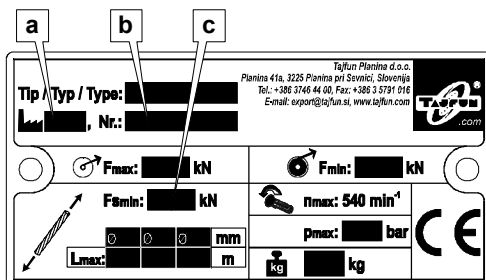 a b c
Tajfun Planina d.o.o.
Planina 41a, 3225 Planina pri Sevnici, Slovenija
Tel.: +386 3746 44 00, Fax: +386 3 5791 016
E-mail: export@tajfun.si, www.tajfun.com
Tip / Typ / Type:
, Nr.:
TAJFUN
.com
Fmax: kN
Fmin: kN
Fsmin: kN
nmax: 540 min⁻¹
Ø Ø Ø mm
pmax: bar
Lmax: m
kg kg
CE